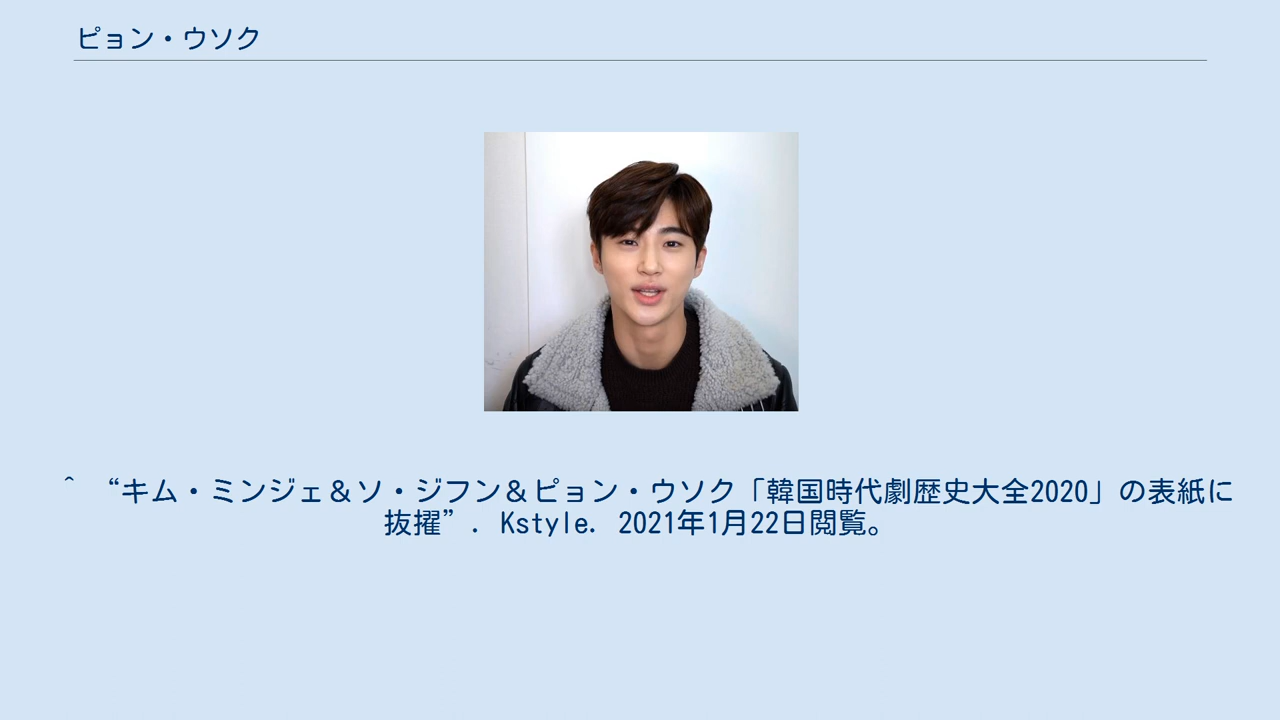 ピョン・ウソク
^ “キム・ミンジェ＆ソ・ジフン＆ピョン・ウソク「韓国時代劇歴史大全2020」の表紙に
抜擢”. Kstyle. 2021年1月22日閲覧。